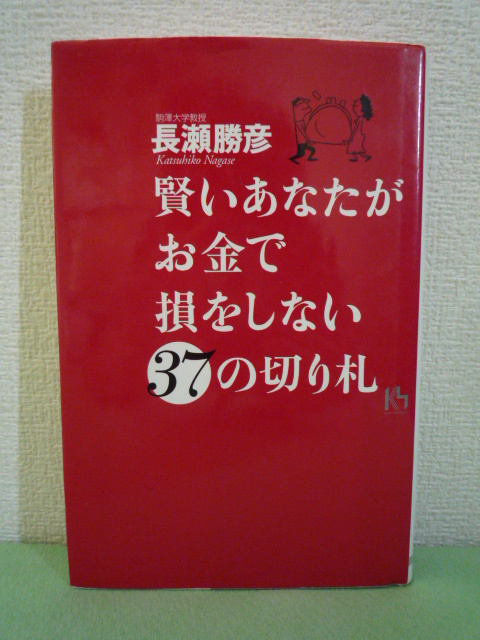 駒澤大学教授
長瀬勝彦
Katsuhiko Nagase
賢いあなたが
お金で
損をしない
37の切り札